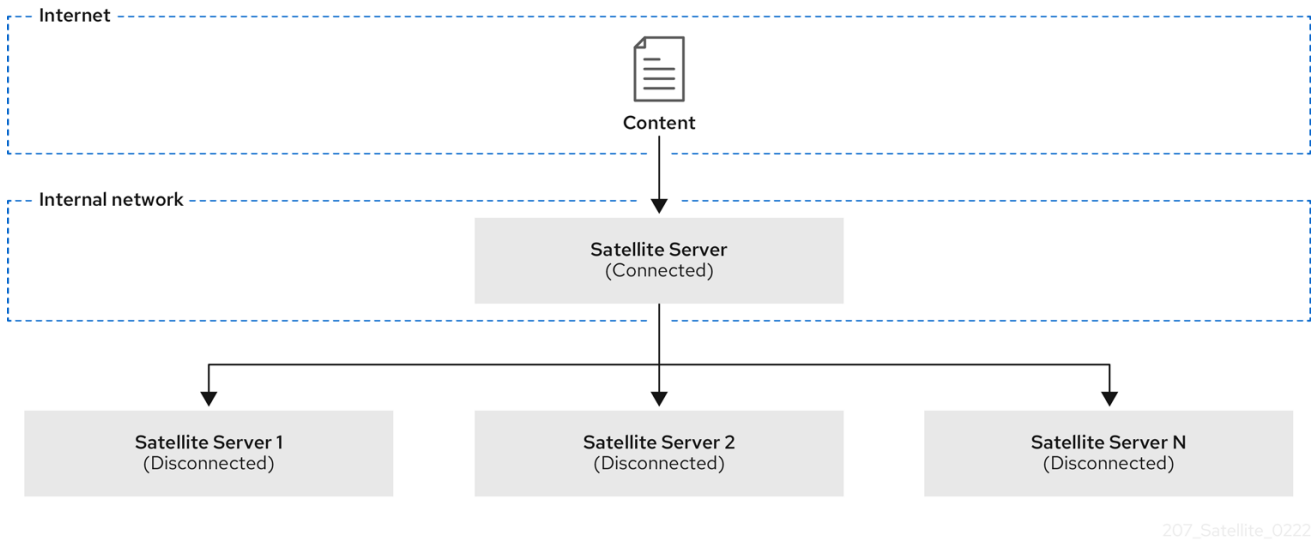 Internet
Content
Internal network
Satellite Server
(Connected)
Satellite Server 1
(Disconnected)
Satellite Server 2
(Disconnected)
Satellite Server N
(Disconnected)
207_Satellite_0222